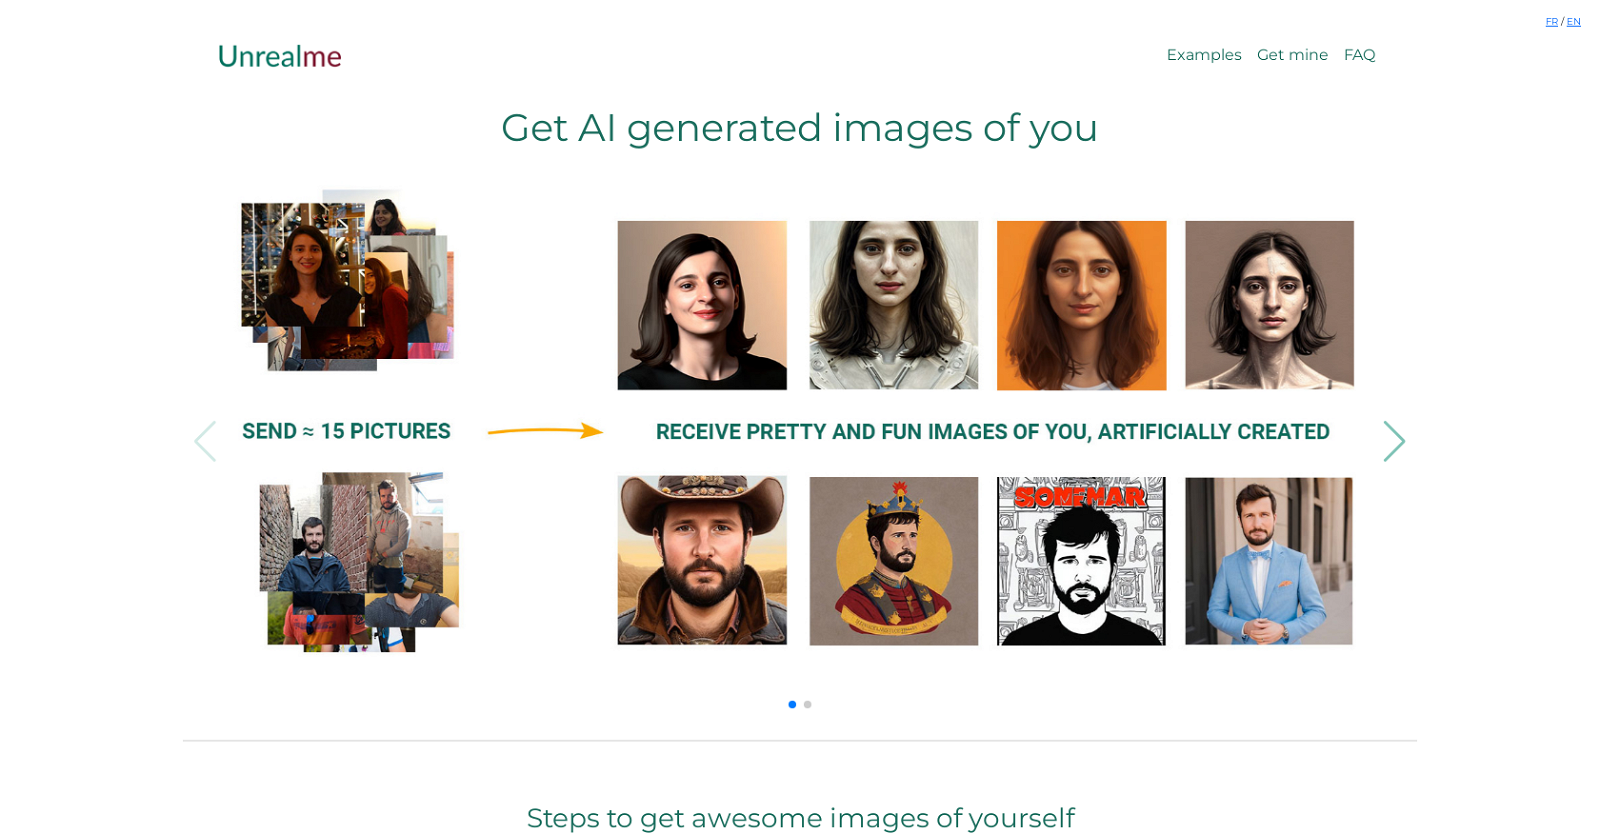 FR / EN
Unrealme
Examples Get mine FAQ
Get AI generated images of you
SEND ≈ 15 PICTURES
RECEIVE PRETTY AND FUN IMAGES OF YOU, ARTIFICIALLY CREATED
SOMFMAR
Steps to get awesome images of yourself